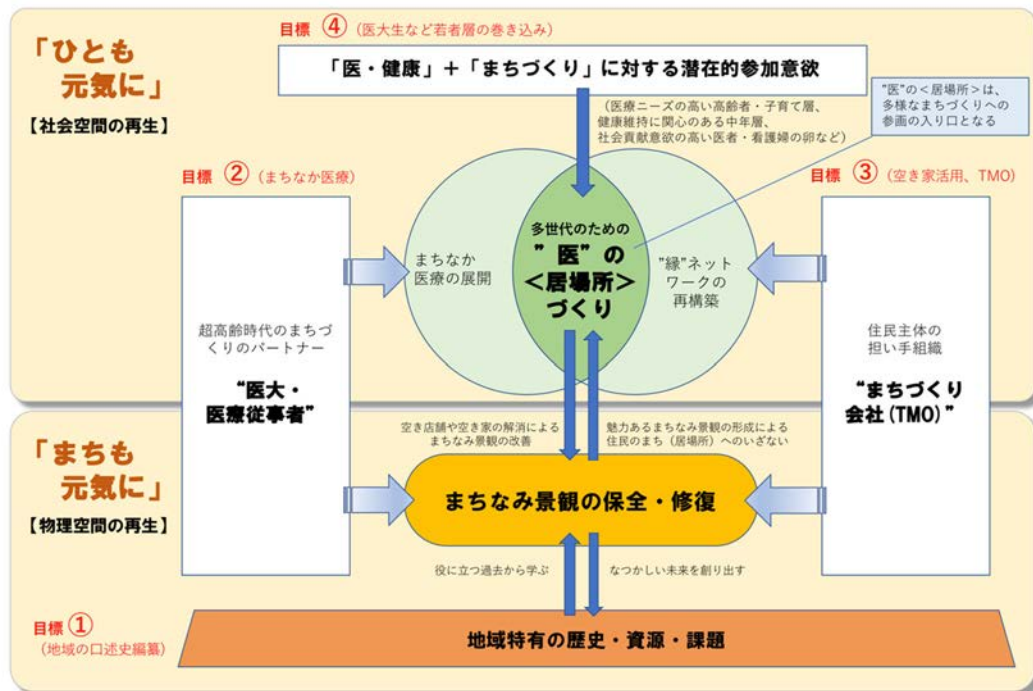 「ひとも
元気に」
【社会空間の再生】
目標 ④（医大生など若者層の巻き込み）
「医・健康」＋「まちづくり」に対する潜在的参加意欲
（医療ニーズの高い高齢者・子育て層、
健康維持に関心のある中年層、
社会貢献意欲の高い医者・看護婦の卵など）
”医”の＜居場所＞は、
多様なまちづくりへの
参画の入り口となる
目標 ②（まちなか医療）
超高齢時代のまちづ
くりのパートナー
“医大・
医療従事者”
まちなか
医療の展開
多世代のための
”医”の
＜居場所＞
づくり
”縁”ネット
ワークの
再構築
目標 ③（空き家活用、TMO）
住民主体の
担い手組織
“まちづくり
会社(TMO)”
「まちも
元気に」
【物理空間の再生】
空き店舗や空き家の解消による
まちなみ景観の改善
魅力あるまちなみ景観の形成による
住民のまち（居場所）へのいざない
まちなみ景観の保全・修復
役に立つ過去から学ぶ
なつかしい未来を創り出す
目標 ①
（地域の口述史編纂）
地域特有の歴史・資源・課題